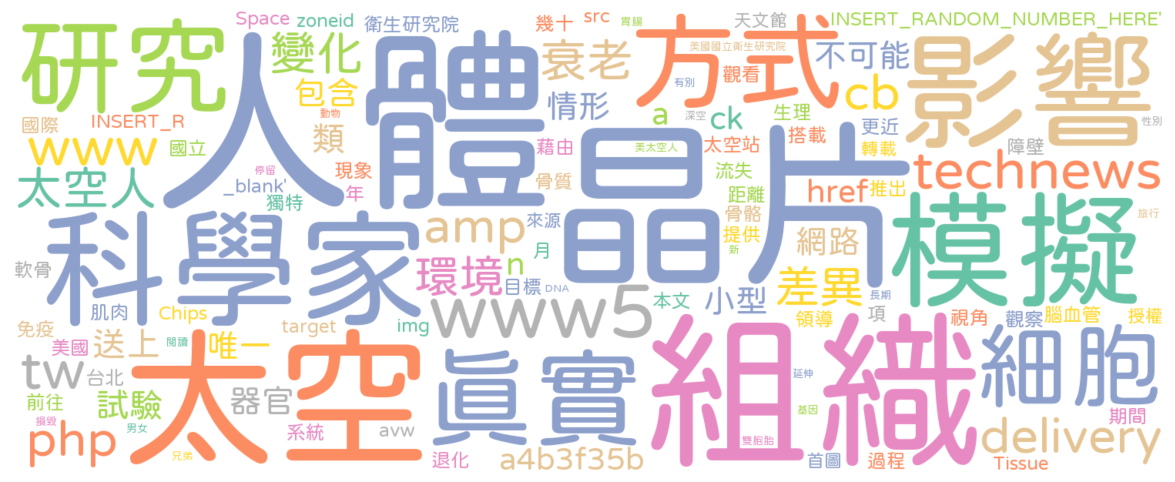 Space zoneid 衛生研究院 幾十 src 胃腸 天文館 INSERT_RANDOM_NUMBER_HERE'
研究 人體 變化 衰老 美國國立衛生研究院 方式 不可能 影響
包含 情形 有別 觀看 cb
國際 INSERT_R 動物 類 a ck 深空 生理 更近 性別
www 國立 現象 藉由 美太空人 太空站 搭載 轉載 障壁
太空人 _blank' 停留 獨特 年 骨質 晶片 流失 距離 href 推出 technews
科學家 amp 來源 骨骼 提供 新 網路 模擬 旅行
軟骨 環境 n 月 目標 DNA 差異 長期
肌肉 Chips www5 本文 小型 領導 項 視角 觀察 腦血管 授權
免疫 美國 閱讀 送上 唯一 target img 組織 細胞
tw 台北 太空 真實 延伸
前往 試驗 器官 基因 期間
php 損毀 男女 系統 avw 雙胞胎 delivery
兄弟 退化 a4b3f35b 首圖 過程 Tissue